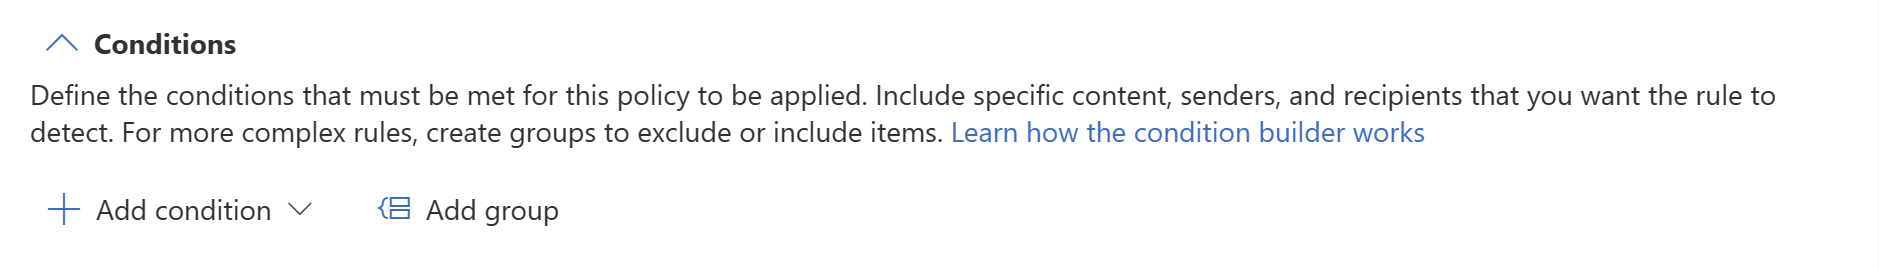 Conditions
Define the conditions that must be met for this policy to be applied. Include specific content, senders, and recipients that you want the rule to
detect. For more complex rules, create groups to exclude or include items. Learn how the condition builder works
Add condition
Add group